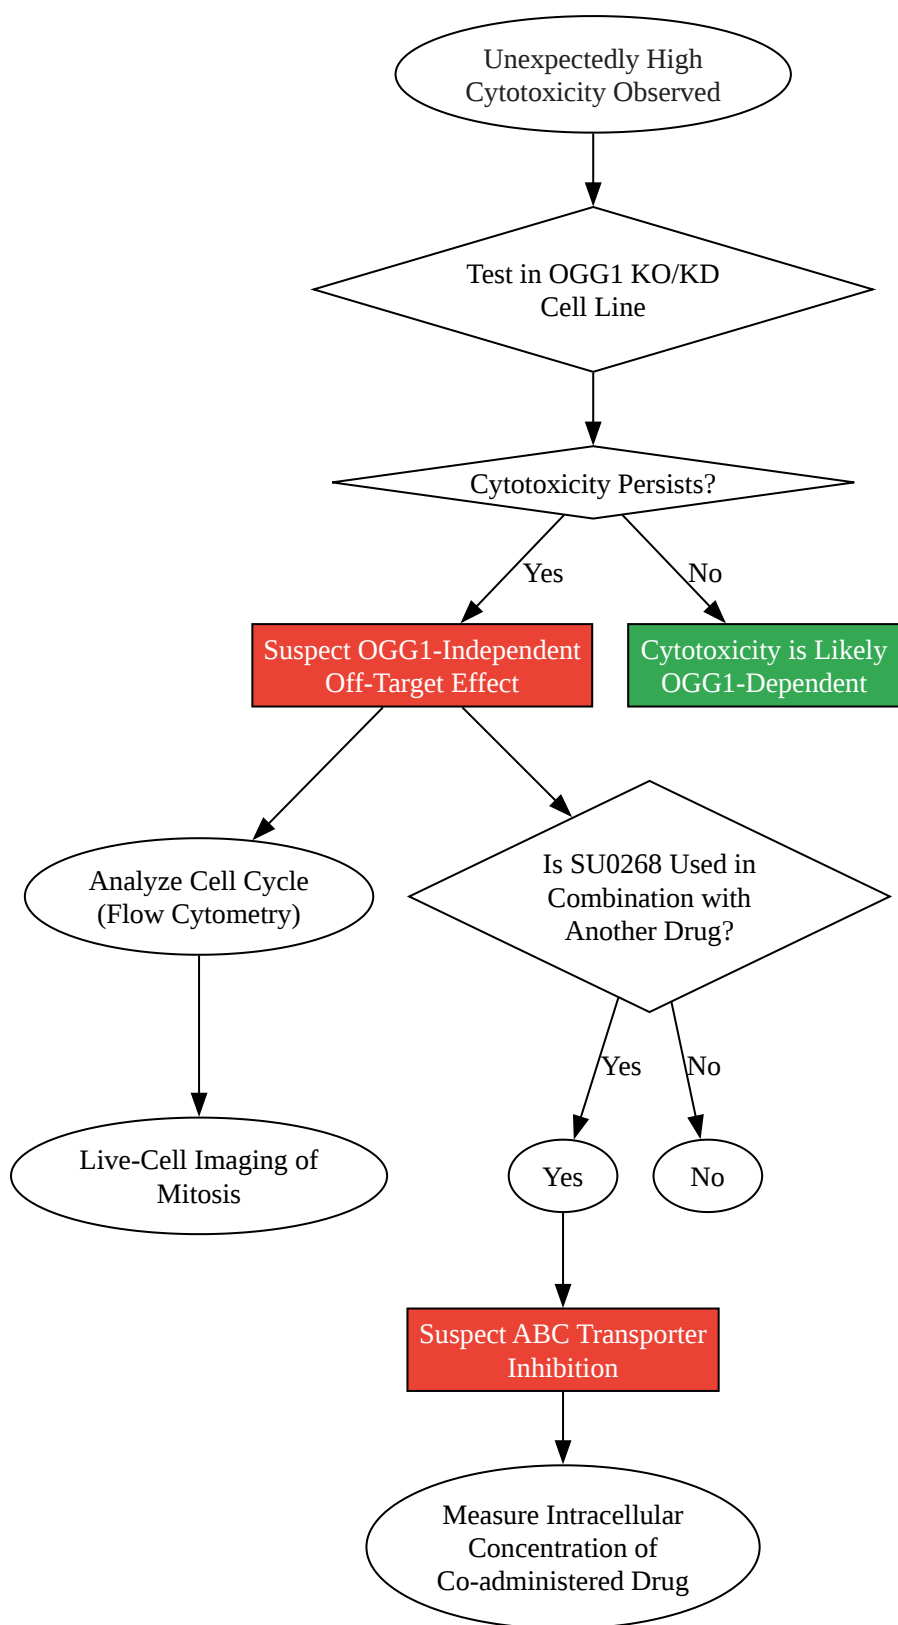 Unexpectedly High
Cytotoxicity Observed
Test in OGG1 KO/KD
Cell Line
Cytotoxicity Persists?
Yes
No
Suspect OGG1-Independent
Off-Target Effect
Cytotoxicity is Likely
OGG1-Dependent
Analyze Cell Cycle
(Flow Cytometry)
Is SU0268 Used in
Combination with
Another Drug?
Yes
No
Live-Cell Imaging of
Mitosis
Yes
No
Suspect ABC Transporter
Inhibition
Measure Intracellular
Concentration of
Co-administered Drug